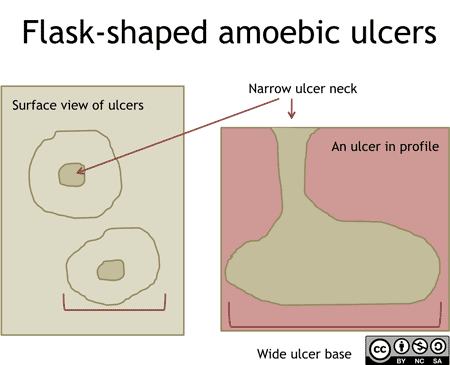 Flask-shaped amoebic ulcers
Narrow ulcer neck
Surface view of ulcers
An ulcer in profile
Wide ulcer base
cc
BY NC SA